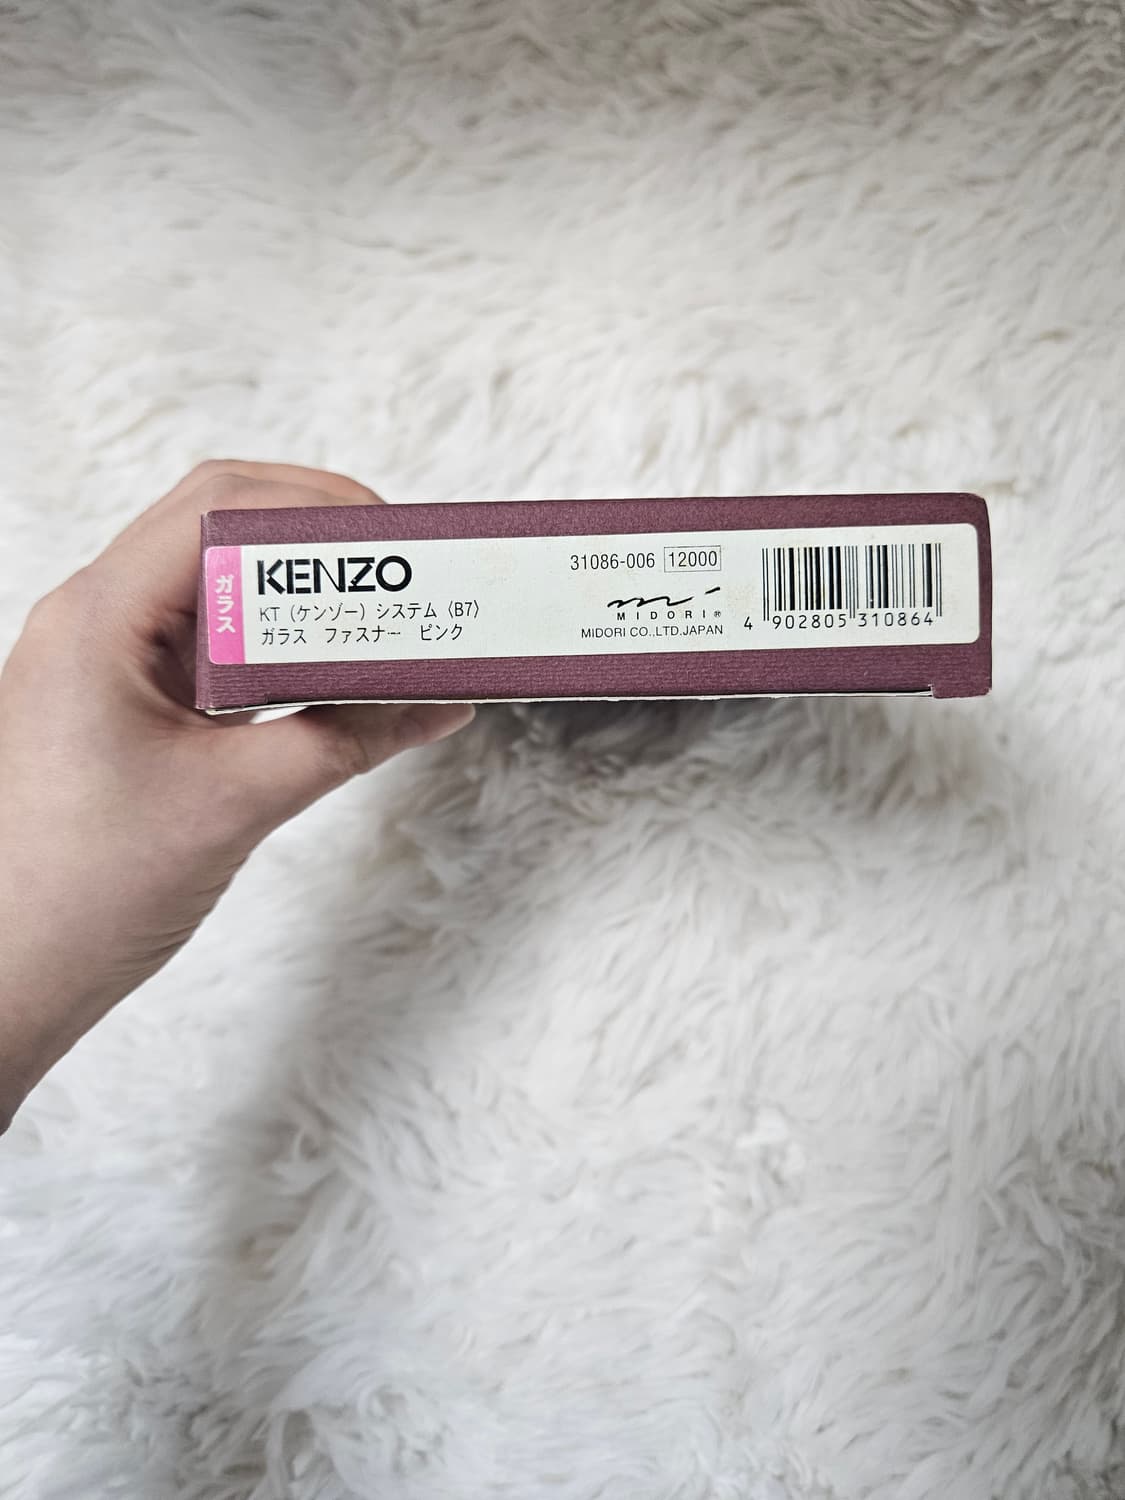 ガラス
KENZO
KT（ケンゾー）システム〈B7〉
ガラス ファスナー ピンク
31086-006 12000
MIDORI®
MIDORI CO.,LTD.JAPAN
4 902805 310864